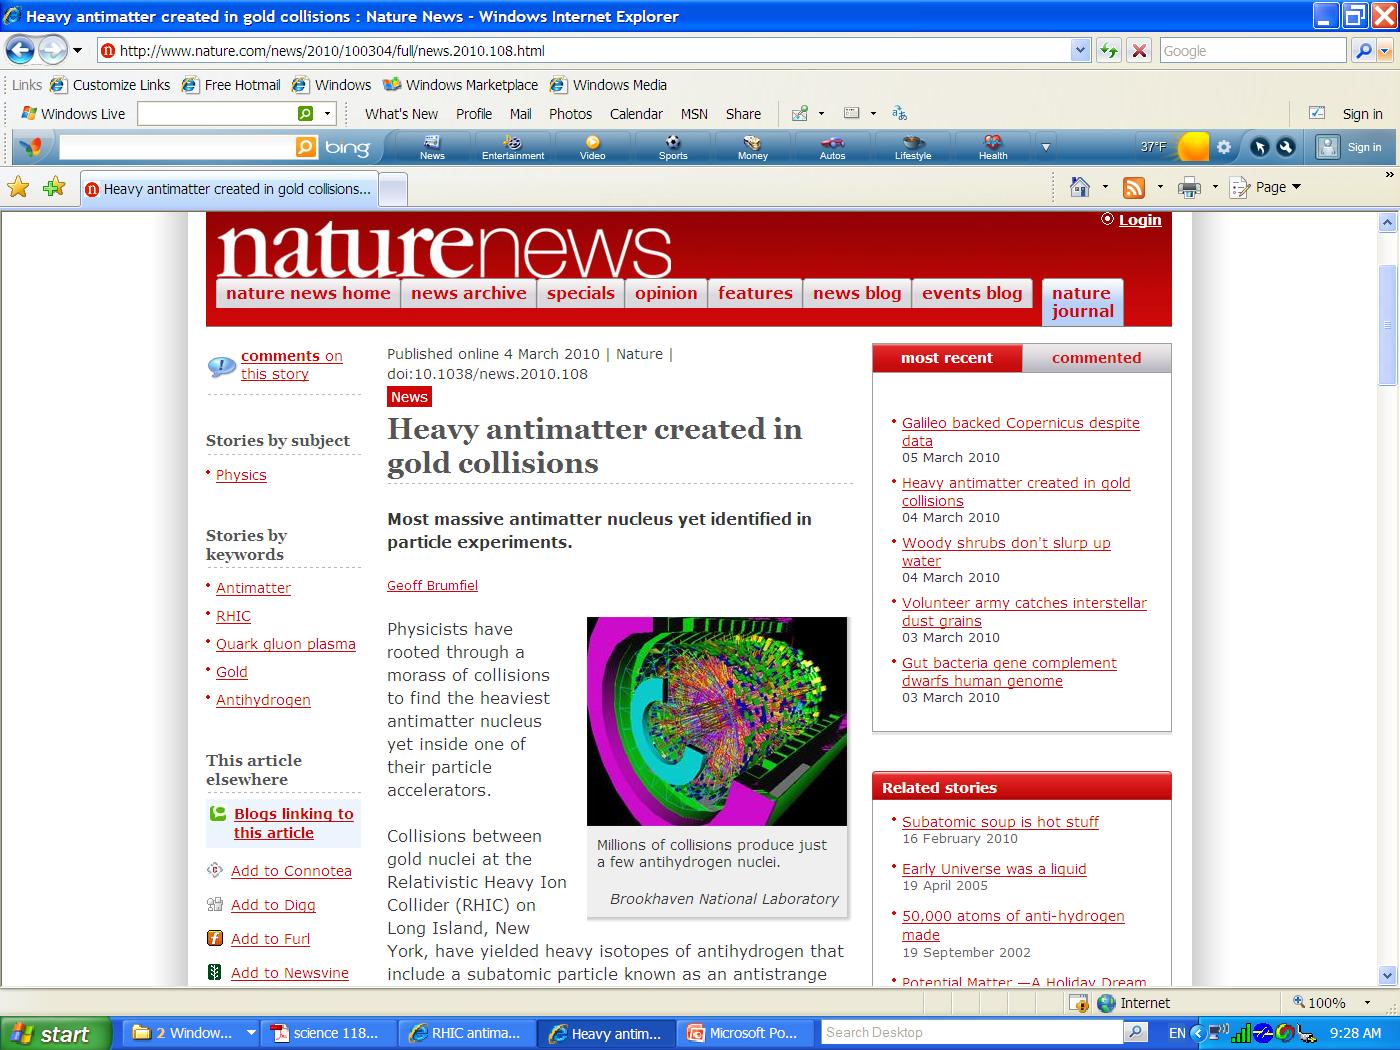 Heavy antimatter created in gold collisions : Nature News - Windows Internet Explorer
http://www.nature.com/news/2010/100304/full/news.2010.108.html
Google
Links Customize Links Free Hotmail Windows Windows Marketplace Windows Media
Windows Live What's New Profile Mail Photos Calendar MSN Share Sign in
bing News Entertainment Video Sports Money Autos Lifestyle Health 37°F Sign in
Heavy antimatter created in gold collisions... Page
Login
naturenews
nature news home news archive specials opinion features news blog events blog nature journal
comments on
this story
Stories by subject
Physics
Stories by
keywords
Antimatter
RHIC
Quark gluon plasma
Gold
Antihydrogen
This article
elsewhere
Blogs linking to
this article
Add to Connotea
Add to Digg
Add to Furl
Add to Newsvine
Published online 4 March 2010 | Nature |
doi:10.1038/news.2010.108
News
Heavy antimatter created in
gold collisions
Most massive antimatter nucleus yet identified in
particle experiments.
Geoff Brumfiel
Physicists have
rooted through a
morass of collisions
to find the heaviest
antimatter nucleus
yet inside one of
their particle
accelerators.
Millions of collisions produce just
a few antihydrogen nuclei.
Brookhaven National Laboratory
Collisions between
gold nuclei at the
Relativistic Heavy Ion
Collider (RHIC) on
Long Island, New
York, have yielded heavy isotopes of antihydrogen that
include a subatomic particle known as an antistrange
most recent commented
Galileo backed Copernicus despite
data
05 March 2010
Heavy antimatter created in gold
collisions
04 March 2010
Woody shrubs don't slurp up
water
04 March 2010
Volunteer army catches interstellar
dust grains
03 March 2010
Gut bacteria gene complement
dwarfs human genome
03 March 2010
Related stories
Subatomic soup is hot stuff
16 February 2010
Early Universe was a liquid
19 April 2005
50,000 atoms of anti-hydrogen
made
19 September 2002
Potential Matter —A Holiday Dream
Internet 100%
start 2 Window... science 118... RHIC antima... Heavy antim... Microsoft Po... Search Desktop EN 9:28 AM